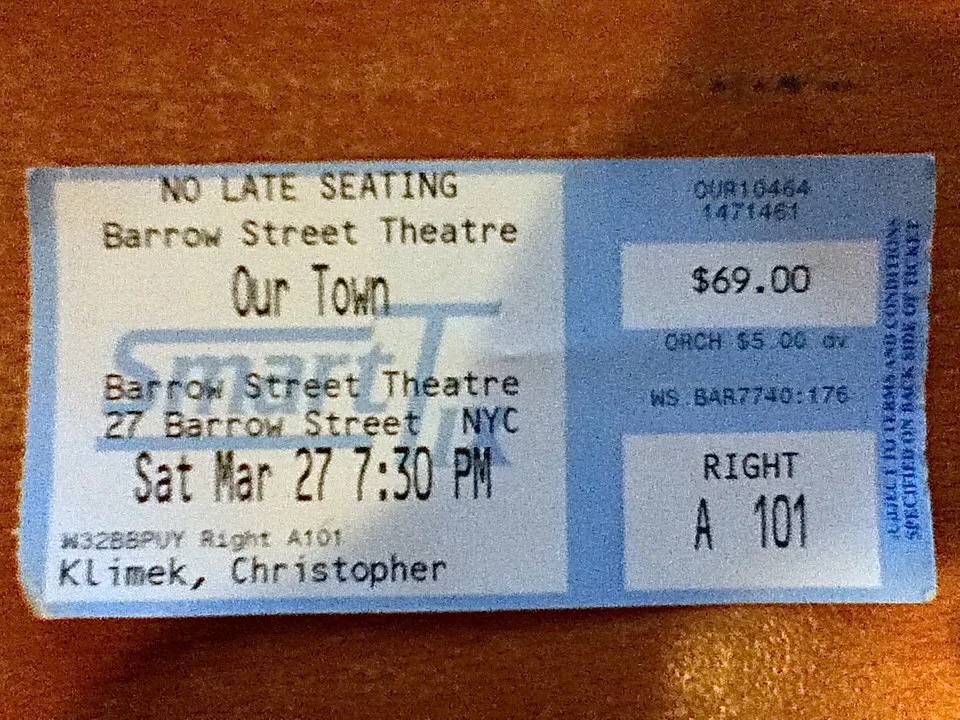 NO LATE SEATING
Barrow Street Theatre
Our Town
SmartTix
Barrow Street Theatre
27 Barrow Street NYC
Sat Mar 27 7:30 PM
W32BBPUY Right A101
Klimek, Christopher
OUR10464
1471461
$69.00
ORCH $5.00 dv
WS BAR7740:176
RIGHT
A 101
TO TERMS AND CONDITIONS
SPECIFIED ON BACK SIDE OF TICKET